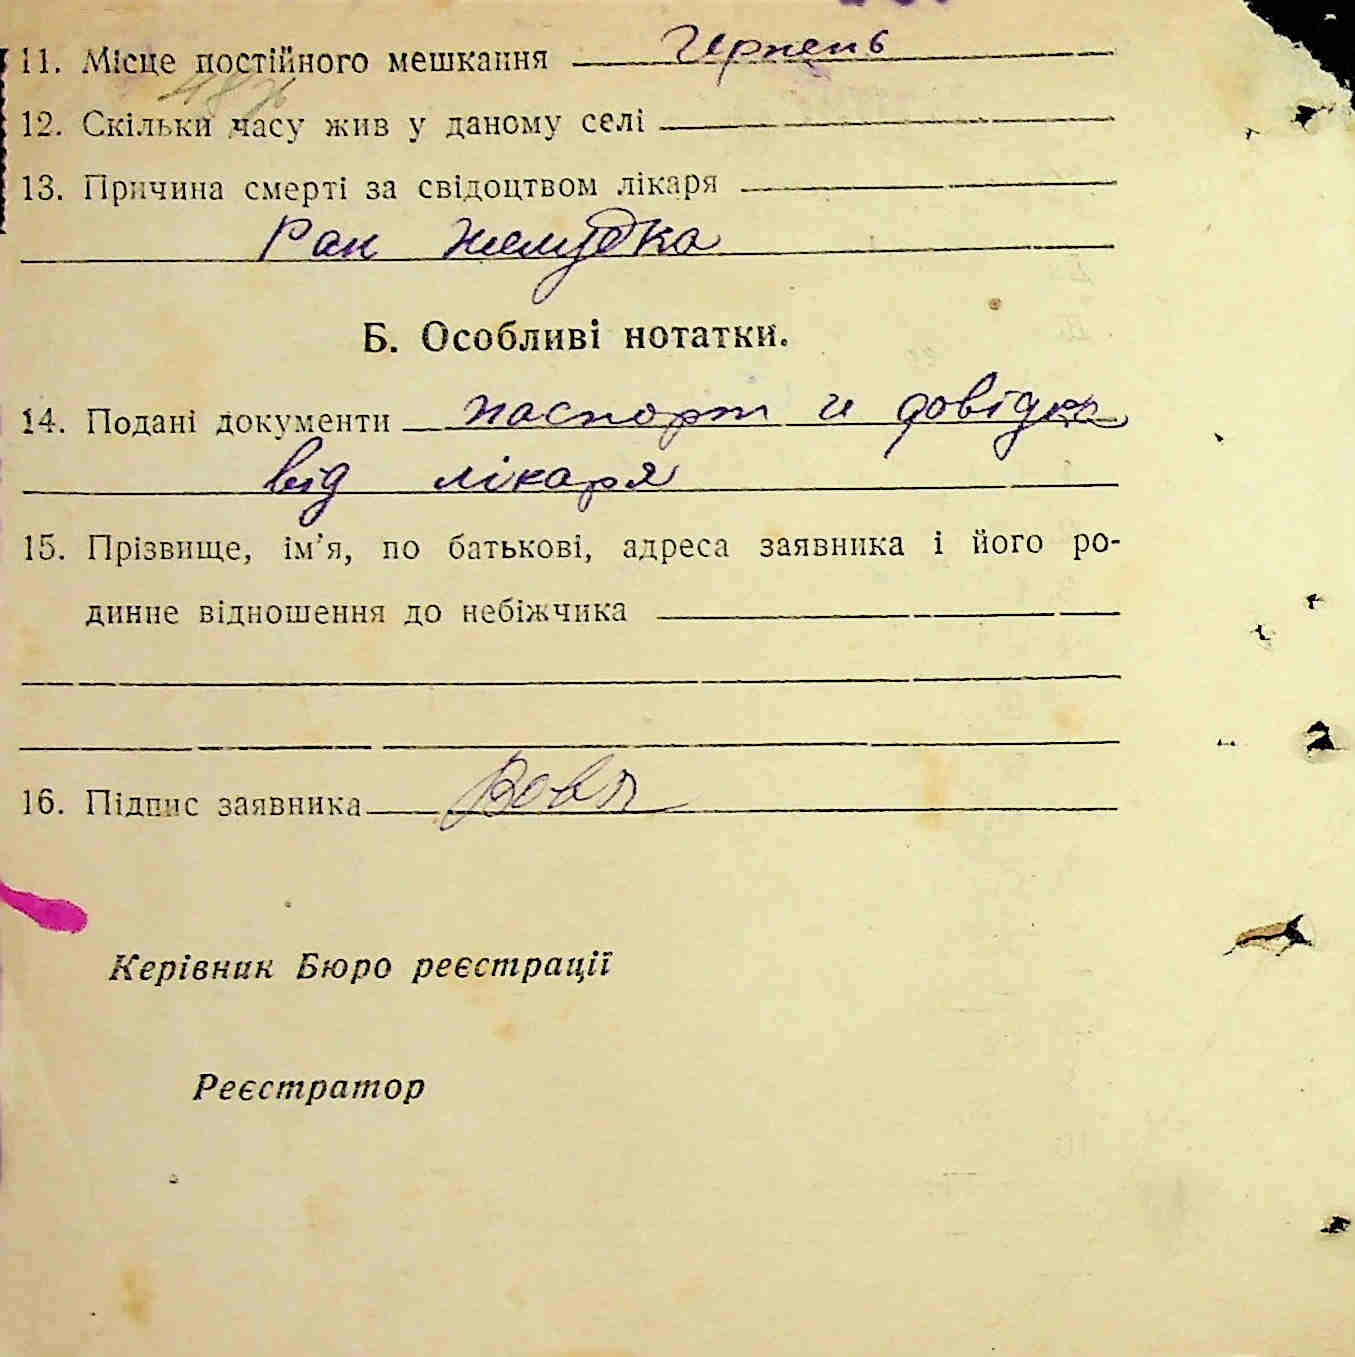 11. Місце постійного мешкання Гернень
12. Скільки часу жив у даному селі
13. Причина смерті за свідоцтвом лікаря
Рак желудка
Б. Особливі нотатки.
14. Подані документи паспорт и довідка
від лікаря
15. Прізвище, ім'я, по батькові, адреса заявника і його ро-
динне відношення до небіжчика
16. Підпис заявника
Керівник Бюро реєстрації
Реєстратор